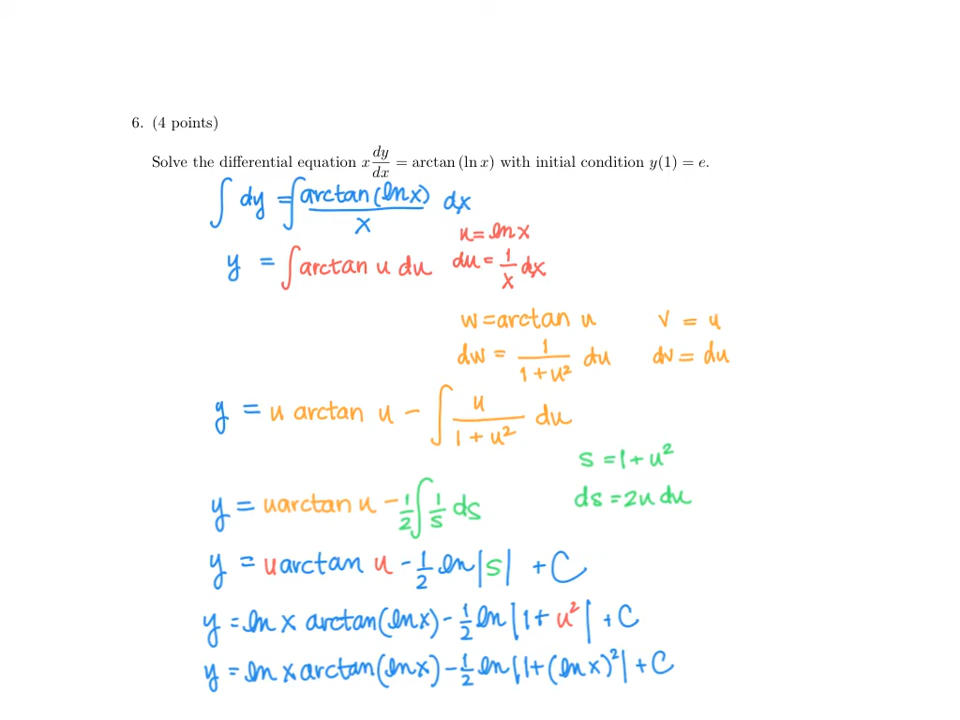 6. (4 points)
Solve the differential equation x dy/dx = arctan (ln x) with initial condition y(1) = e.
∫ dy = ∫ arctan(ln x)/x dx
u = ln x
y = ∫ arctan u du du = 1/x dx
w = arctan u v = u
dw = 1/(1+u²) du dv = du
y = u arctan u - ∫ u/(1+u²) du
s = 1+u²
ds = 2u du
y = u arctan u - 1/2 ∫ 1/s ds
y = u arctan u - 1/2 ln|s| + C
y = ln x arctan(ln x) - 1/2 ln|1+u²| + C
y = ln x arctan(ln x) - 1/2 ln|1+(ln x)²| + C